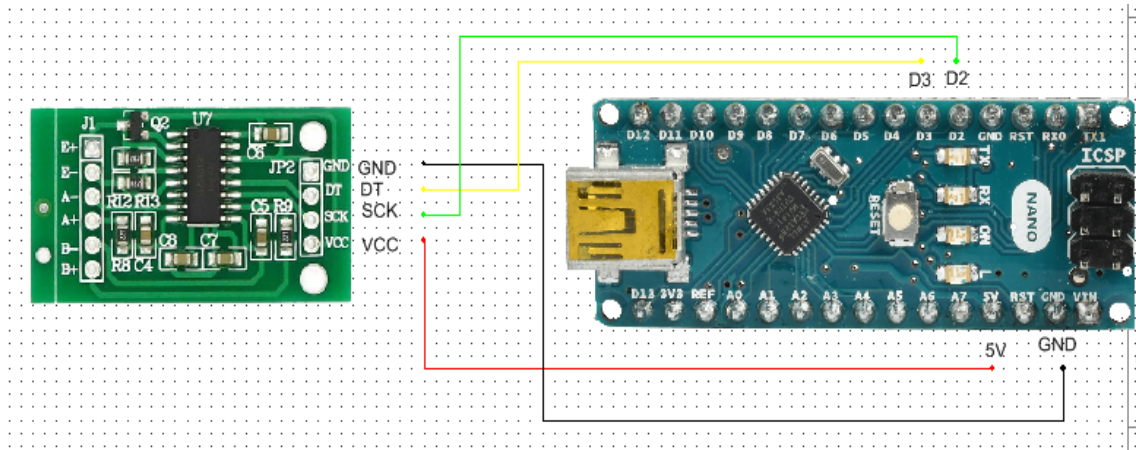 D3 D2
J1
U7
Q2
C6
E+
E-
A-
A+
B-
B+
R12 R13
R8 C4
C8 C7
C5 R9
JP2
GND
DT
SCK
VCC
GND
DT
SCK
VCC
D12 D11 D10 D9 D8 D7 D6 D5 D4 D3 D2 GND RST RX0 TX1
ICSP
TX
RX
ON
L
RESET
NANO
D13 3V3 REF A0 A1 A2 A3 A4 A5 A6 A7 5V RST GND VIN
5V GND